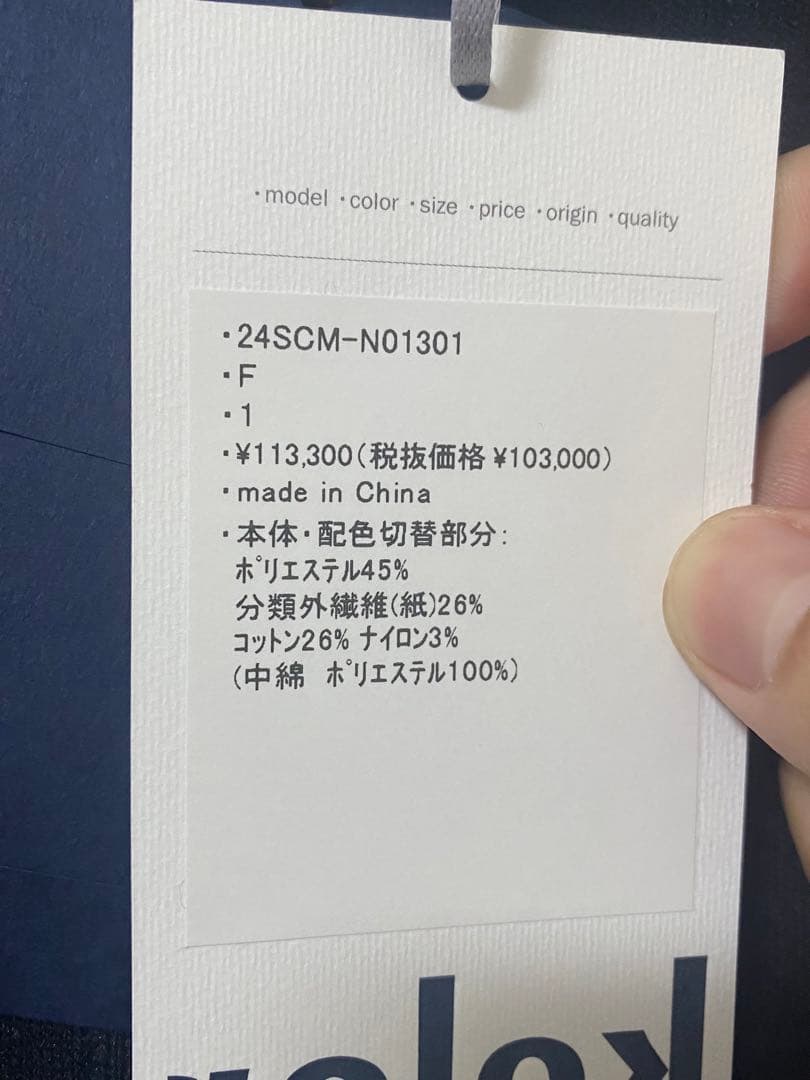 ・model ・color ・size ・price ・origin ・quality
・24SCM-N01301
・F
・1
・¥113,300(税抜価格 ¥103,000)
・made in China
・本体・配色切替部分:
ポリエステル45%
分類外繊維(紙)26%
コットン26% ナイロン3%
(中綿 ポリエステル100%)